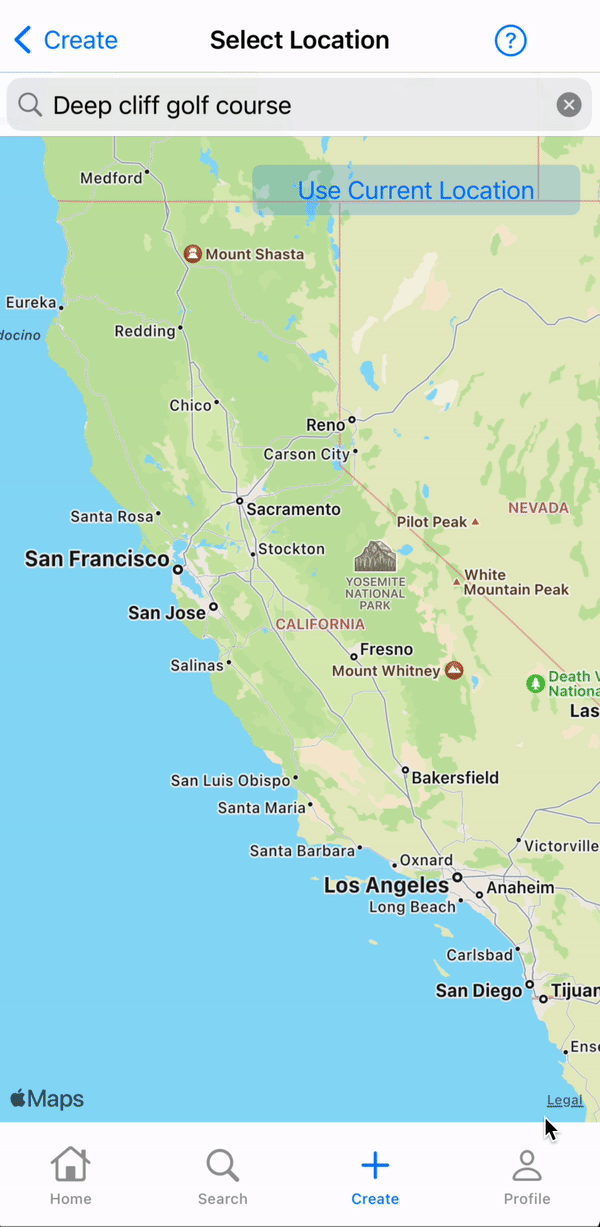 Create
Select Location
?
Deep cliff golf course
Use Current Location
Medford
Mount Shasta
Eureka
docino
Redding
Chico
Reno
Carson City
Sacramento
Santa Rosa
NEVADA
Pilot Peak
Stockton
San Francisco
YOSEMITE
NATIONAL
PARK
White
Mountain Peak
San Jose
CALIFORNIA
Fresno
Salinas
Mount Whitney
Death V
Nationa
Las
Bakersfield
San Luis Obispo
Santa Maria
Victorville
Santa Barbara
Oxnard
Los Angeles
Anaheim
Long Beach
Carlsbad
San Diego
Tijuan
Ense
Maps
Legal
Home
Search
Create
Profile